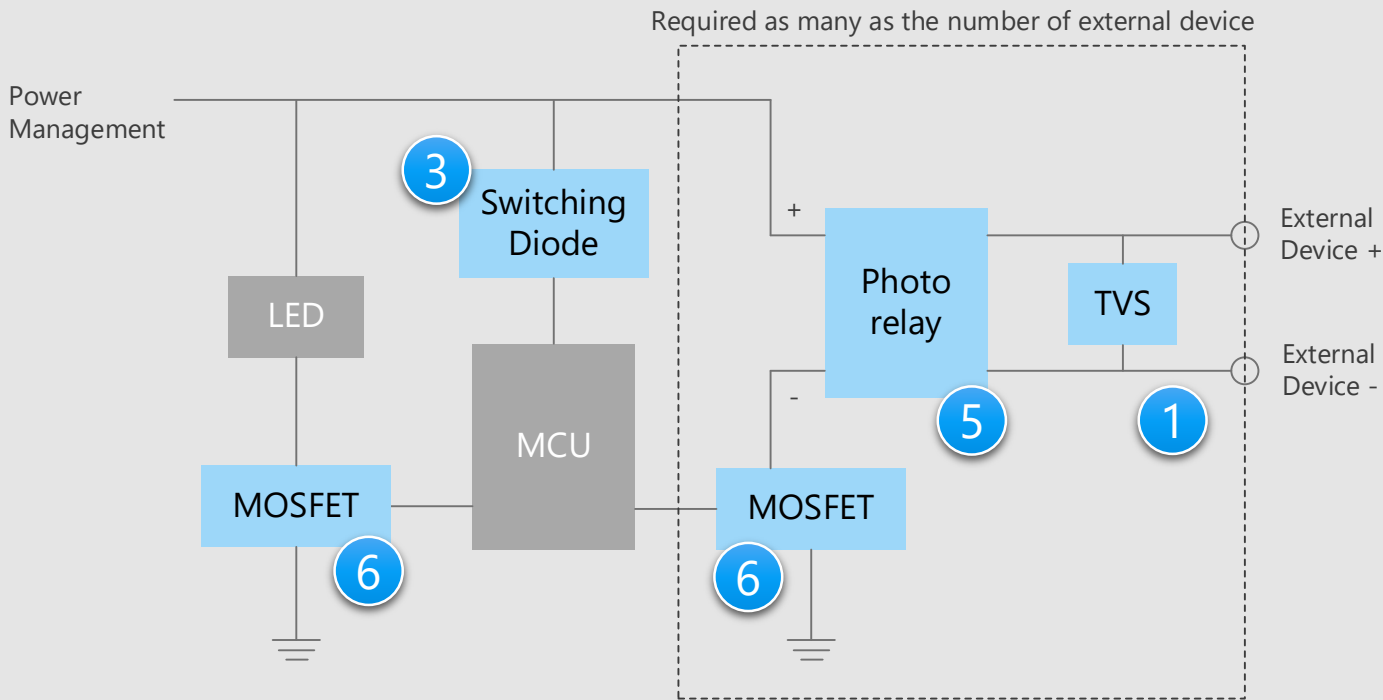 Required as many as the number of external device
Power
Management
3
Switching
Diode
+
External
Device +
LED
Photo
relay
TVS
External
Device -
-
5
1
MCU
MOSFET
MOSFET
6
6